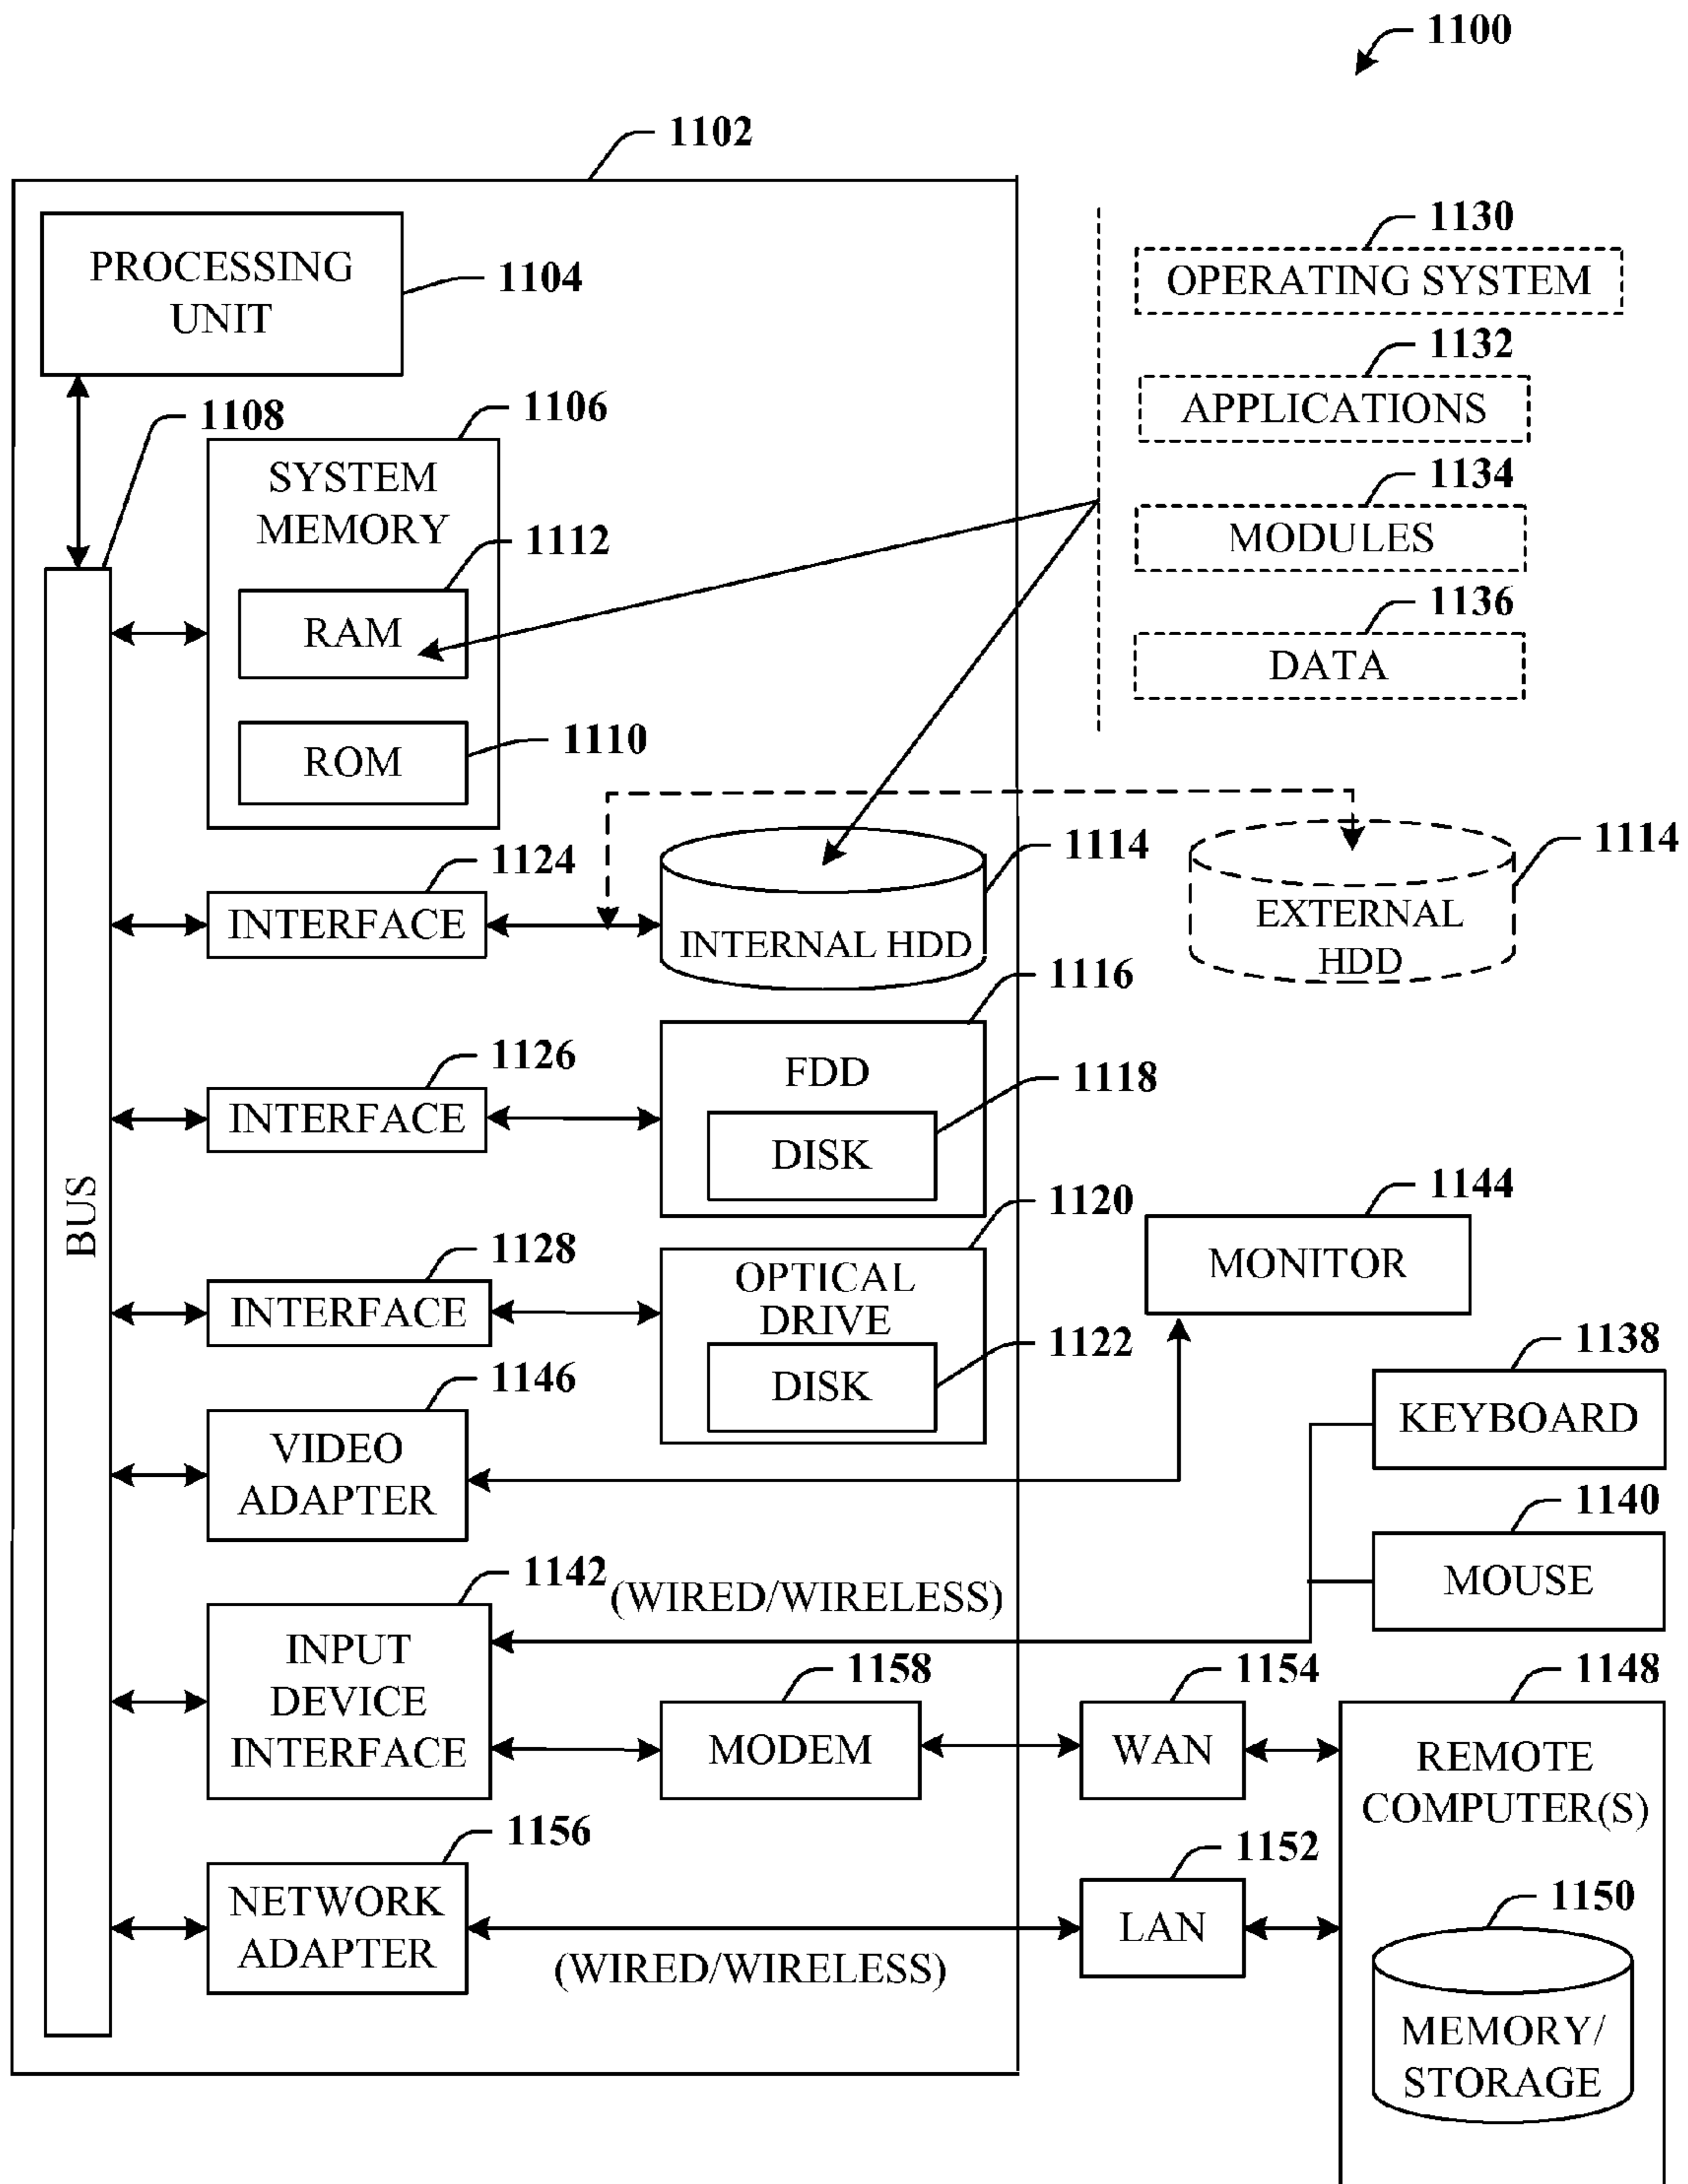 1100
1102
PROCESSING
UNIT
1104
1130
OPERATING SYSTEM
1132
APPLICATIONS
1134
MODULES
1136
DATA
1108
1106
SYSTEM
MEMORY
1112
RAM
1110
ROM
1124
INTERFACE
1114
INTERNAL HDD
1114
EXTERNAL
HDD
1116
FDD
1126
INTERFACE
1118
DISK
BUS
1120
OPTICAL
DRIVE
1128
INTERFACE
1122
DISK
1144
MONITOR
1146
VIDEO
ADAPTER
1138
KEYBOARD
1140
MOUSE
1142
(WIRED/WIRELESS)
INPUT
DEVICE
INTERFACE
1158
MODEM
1154
WAN
1148
REMOTE
COMPUTER(S)
1156
NETWORK
ADAPTER
(WIRED/WIRELESS)
1152
LAN
1150
MEMORY/
STORAGE